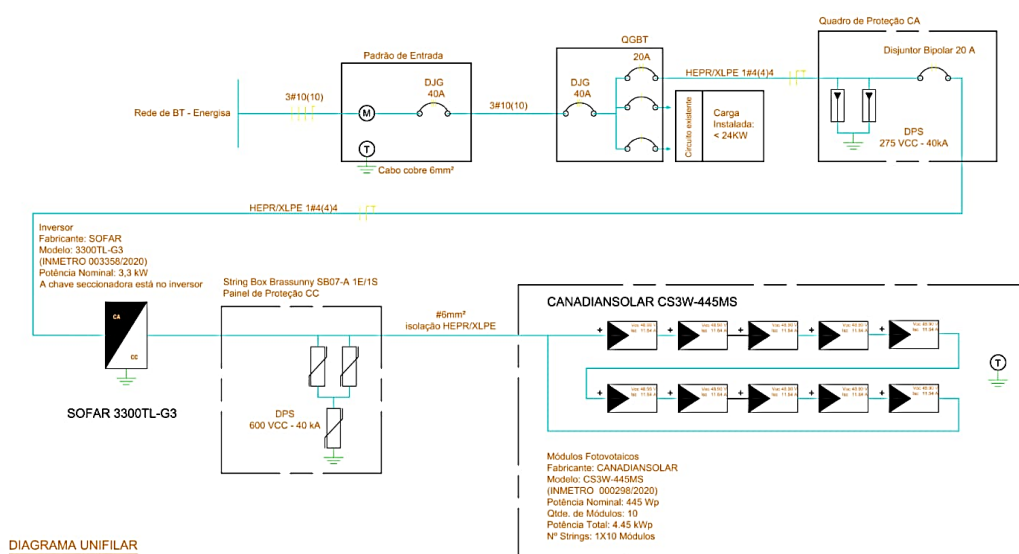 Quadro de Proteção CA
QGBT
Padrão de Entrada
Disjuntor Bipolar 20 A
20A
HEPR/XLPE 1#4(4)4
DJG
40A
DJG
40A
3#10(10)
3#10(10)
Rede de BT - Energisa
M
Circuito existente
Carga
Instalada:
< 24KW
DPS
275 VCC - 40kA
T
Cabo cobre 6mm²
HEPR/XLPE 1#4(4)4
Inversor
Fabricante: SOFAR
Modelo: 3300TL-G3
(INMETRO 003358/2020)
Potência Nominal: 3,3 kW
A chave seccionadora está no inversor
String Box Brassunny SB07-A 1E/1S
Painel de Proteção CC
CANADIANSOLAR CS3W-445MS
#6mm²
isolação HEPR/XLPE
CA
CC
+
+
+
+
+
T
+
+
+
+
+
SOFAR 3300TL-G3
DPS
600 VCC - 40 kA
Módulos Fotovotaicos
Fabricante: CANADIANSOLAR
Modelo: CS3W-445MS
(INMETRO 000298/2020)
Potência Nominal: 445 Wp
Qtde. de Módulos: 10
Potência Total: 4.45 kWp
Nº Strings: 1X10 Módulos
DIAGRAMA UNIFILAR